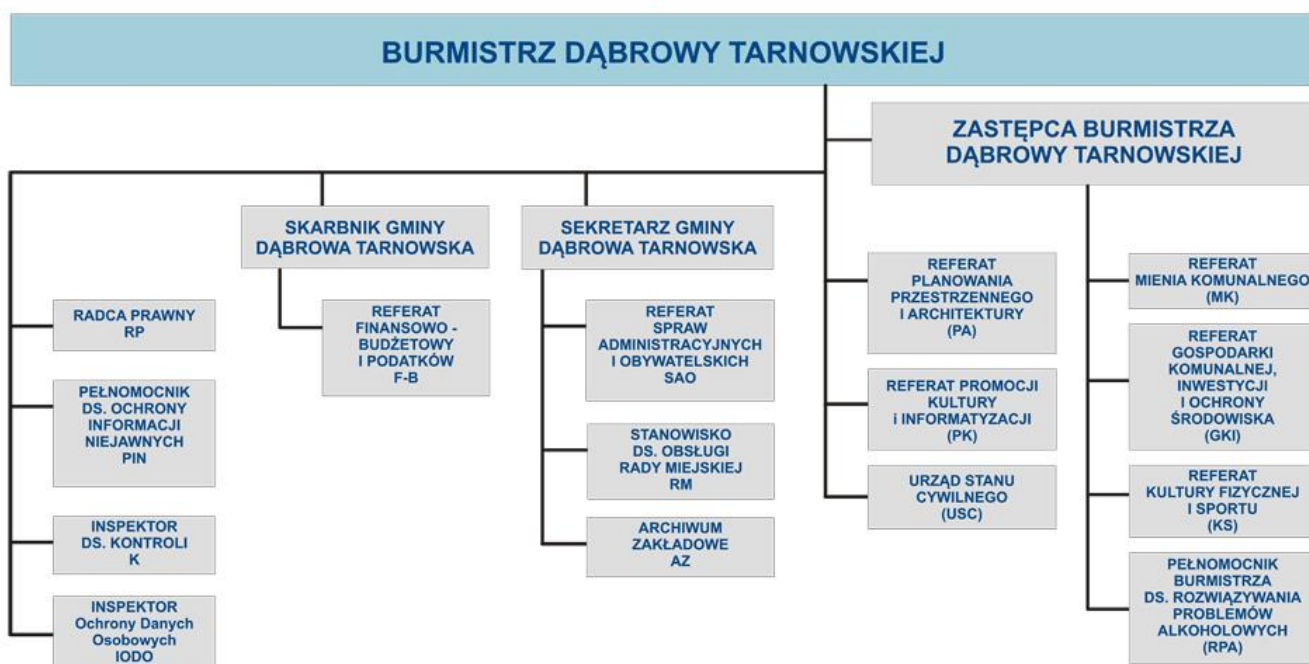 BURMISTRZ DĄBROWY TARNOWSKIEJ
ZASTĘPCA BURMISTRZA
DĄBROWY TARNOWSKIEJ
SKARBNIK GMINY
DĄBROWA TARNOWSKA
SEKRETARZ GMINY
DĄBROWA TARNOWSKA
RADCA PRAWNY
RP
PEŁNOMOCNIK
DS. OCHRONY
INFORMACJI
NIEJAWNYCH
PIN
INSPEKTOR
DS. KONTROLI
K
INSPEKTOR
Ochrony Danych
Osobowych
IODO
REFERAT
FINANSOWO -
BUDŻETOWY
I PODATKÓW
F-B
REFERAT
SPRAW
ADMINISTRACYJNYCH
I OBYWATELSKICH
SAO
STANOWISKO
DS. OBSŁUGI
RADY MIEJSKIEJ
RM
ARCHIWUM
ZAKŁADOWE
AZ
REFERAT
PLANOWANIA
PRZESTRZENNEGO
I ARCHITEKTURY
(PA)
REFERAT PROMOCJI
KULTURY
i INFORMATYZACJI
(PK)
URZĄD STANU
CYWILNEGO
(USC)
REFERAT
MIENIA KOMUNALNEGO
(MK)
REFERAT
GOSPODARKI
KOMUNALNEJ,
INWESTYCJI
I OCHRONY
ŚRODOWISKA
(GKI)
REFERAT
KULTURY FIZYCZNEJ
I SPORTU
(KS)
PEŁNOMOCNIK
BURMISTRZA
DS. ROZWIĄZYWANIA
PROBLEMÓW
ALKOHOLOWYCH
(RPA)